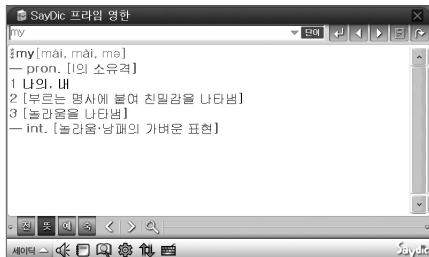 SayDic 프라임 영한
my
단어
my[mái, mài, mə]
— pron. [I의 소유격]
1 나의, 내
2 [부르는 명사에 붙여 친밀감을 나타냄]
3 [놀라움을 나타냄]
— int. [놀라움·낭패의 가벼운 표현]
전 뜻 예 숙
세이딕
Saydic